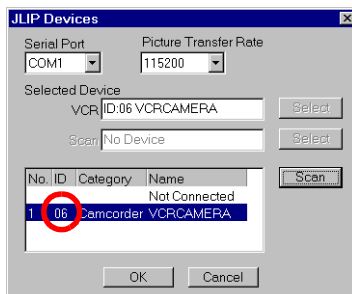 JLIP Devices
Serial Port Picture Transfer Rate
COM1 115200
Selected Device
VCR ID:06 VCRCAMERA Select
Scan No Device Select
No. ID Category Name Scan
Not Connected
1 06 Camcorder VCRCAMERA
OK Cancel